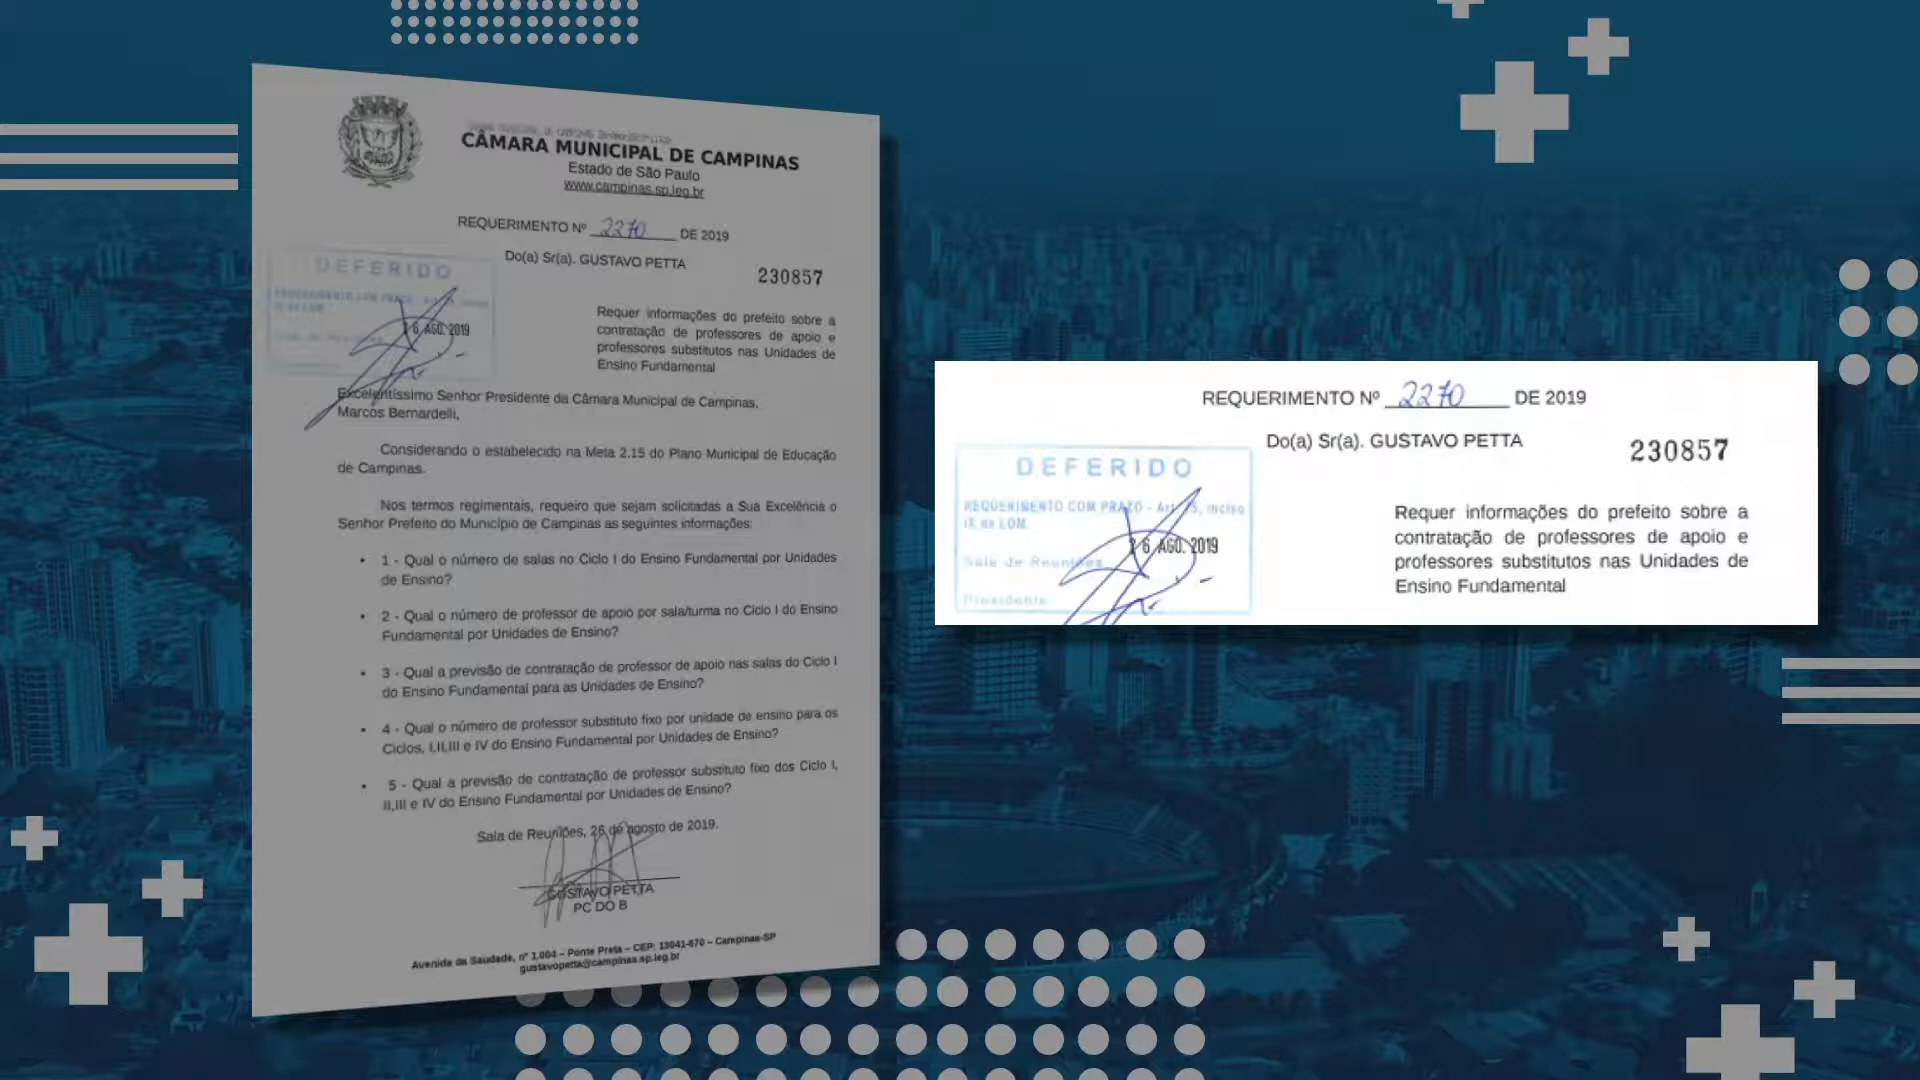 CÂMARA MUNICIPAL DE CAMPINAS
Estado de São Paulo
www.campinas.sp.leg.br
REQUERIMENTO Nº 2270 DE 2019
Do(a) Sr(a). GUSTAVO PETTA
230857
DEFERIDO
26 AGO. 2019
Requer informações do prefeito sobre a
contratação de professores de apoio e
professores substitutos nas Unidades de
Ensino Fundamental
Excelentíssimo Senhor Presidente da Câmara Municipal de Campinas,
Marcos Bernardelli,
Considerando o estabelecido na Meta 2.15 do Plano Municipal de Educação
de Campinas.
Nos termos regimentais, requeiro que sejam solicitadas a Sua Excelência o
Senhor Prefeito do Município de Campinas as seguintes informações:
• 1 - Qual o número de salas no Ciclo I do Ensino Fundamental por Unidades
de Ensino?
• 2 - Qual o número de professor de apoio por sala/turma no Ciclo I do Ensino
Fundamental por Unidades de Ensino?
• 3 - Qual a previsão de contratação de professor de apoio nas salas do Ciclo I
do Ensino Fundamental para as Unidades de Ensino?
• 4 - Qual o número de professor substituto fixo por unidade de ensino para os
Ciclos, I,II,III e IV do Ensino Fundamental por Unidades de Ensino?
• 5 - Qual a previsão de contratação de professor substituto fixo dos Ciclo I,
II,III e IV do Ensino Fundamental por Unidades de Ensino?
Sala de Reuniões, 26 de agosto de 2019.
GUSTAVO PETTA
PC DO B
Avenida da Saudade, nº 1.004 – Ponte Preta – CEP: 13041-670 – Campinas-SP
gustavopetta@campinas.sp.leg.br
REQUERIMENTO Nº 2270 DE 2019
Do(a) Sr(a). GUSTAVO PETTA
230857
DEFERIDO
REQUERIMENTO COM PRAZO - Art. inciso
IX da LOM
26 AGO. 2019
Sala de Reuniões
Presidente
Requer informações do prefeito sobre a
contratação de professores de apoio e
professores substitutos nas Unidades de
Ensino Fundamental